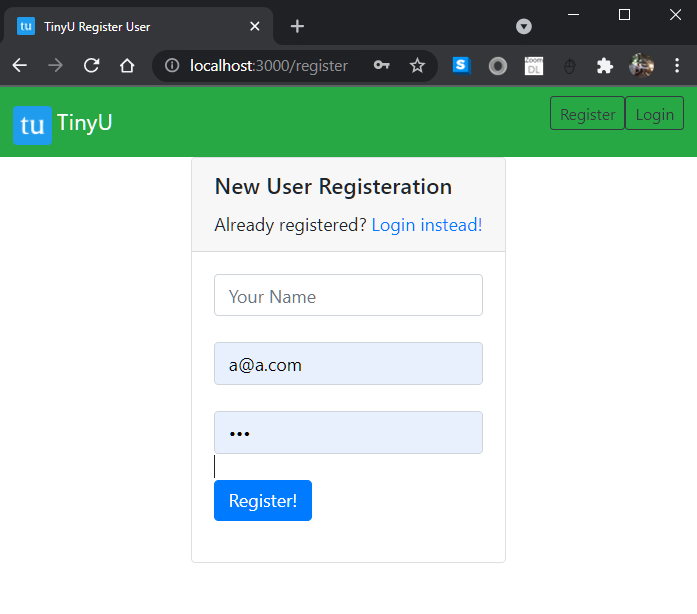 tu TinyU Register User
localhost:3000/register
S
Zoom
DL
tu TinyU
Register Login
New User Registeration
Already registered? Login instead!
Your Name
a@a.com
•••
Register!